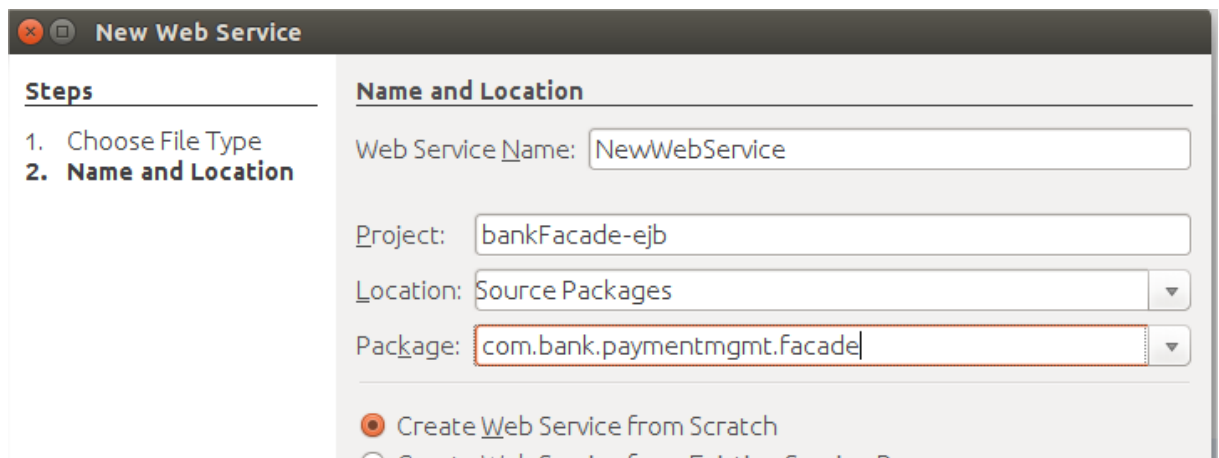 New Web Service
Steps
1. Choose File Type
2. Name and Location
Name and Location
Web Service Name: NewWebService
Project: bankFacade-ejb
Location: Source Packages
Package: com.bank.paymentmgmt.facade
Create Web Service from Scratch